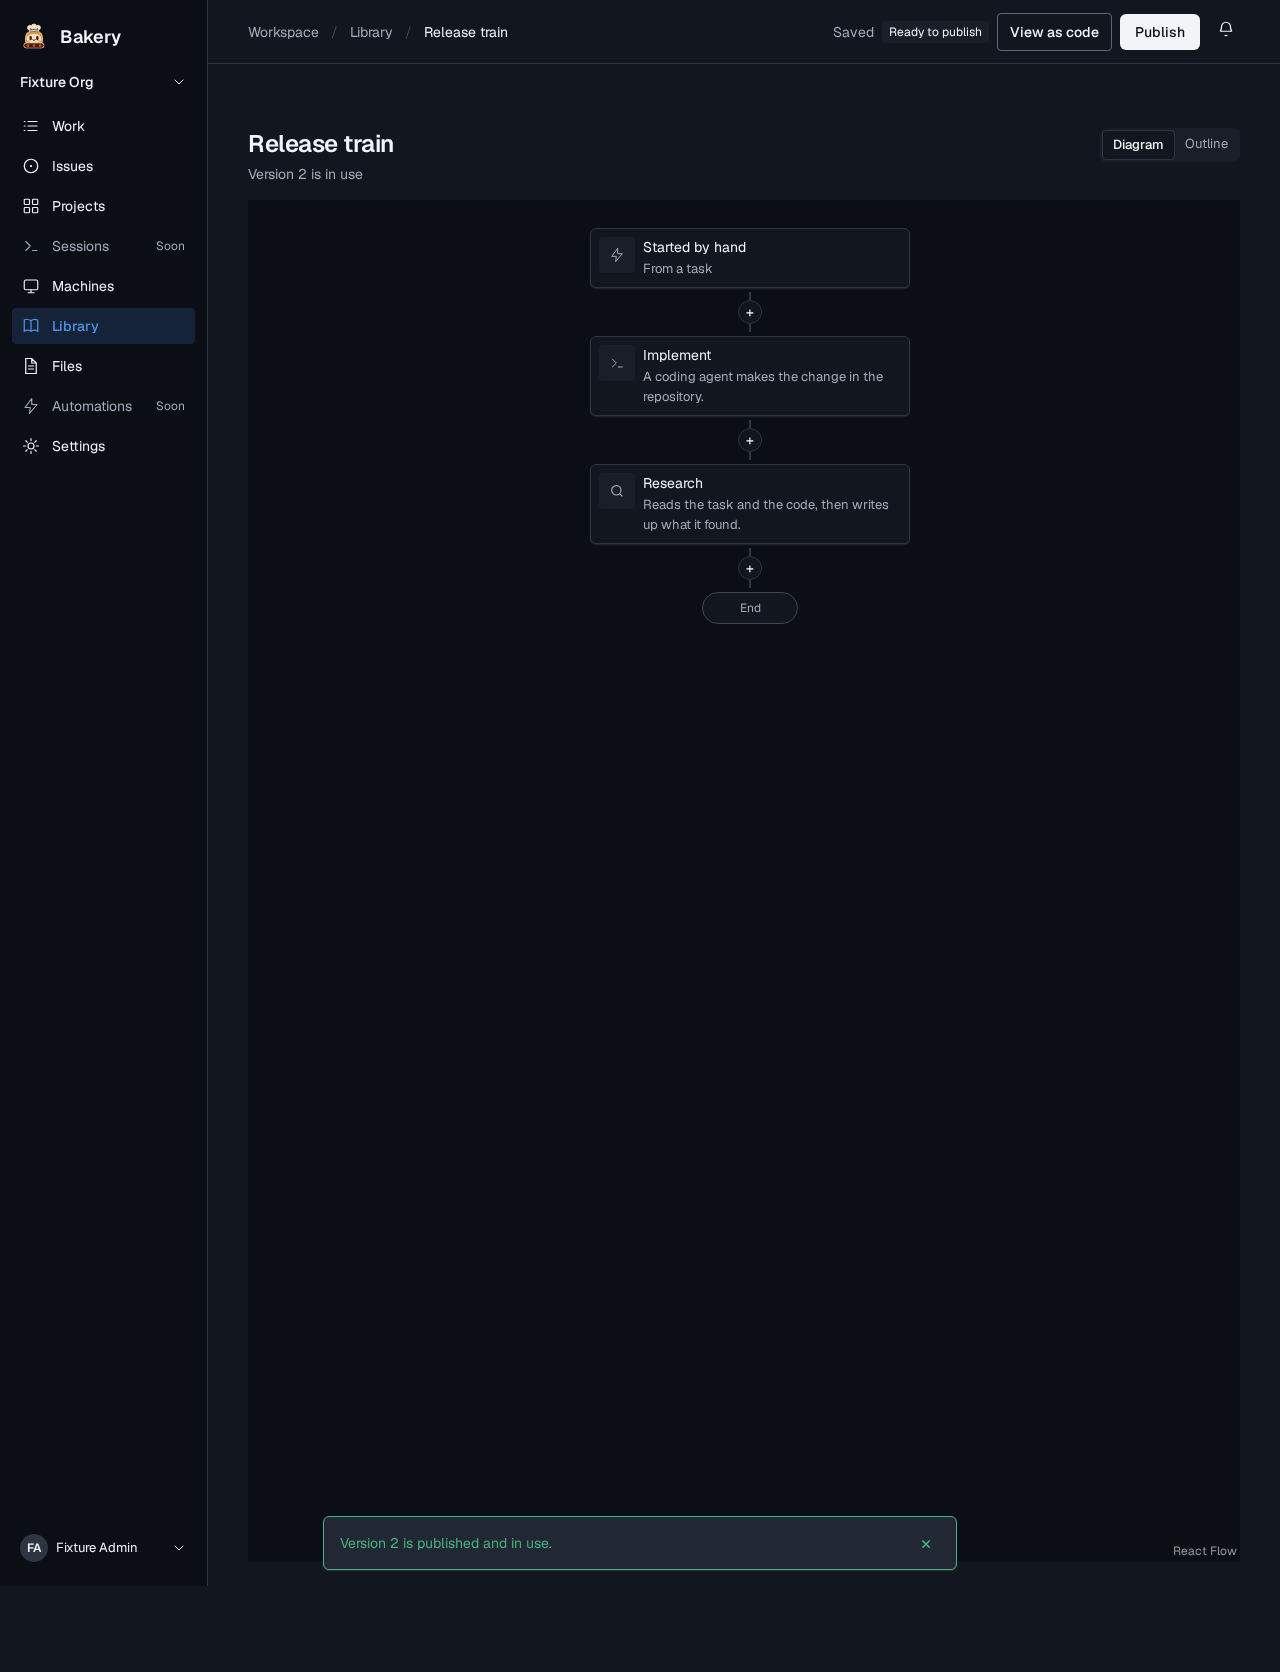 Bakery
Fixture Org
Work
Issues
Projects
Sessions Soon
Machines
Library
Files
Automations Soon
Settings
FA Fixture Admin
Workspace / Library / Release train
Saved Ready to publish View as code Publish
Release train
Version 2 is in use
Diagram Outline
Started by hand
From a task
+
Implement
A coding agent makes the change in the
repository.
+
Research
Reads the task and the code, then writes
up what it found.
+
End
Version 2 is published and in use. ×
React Flow